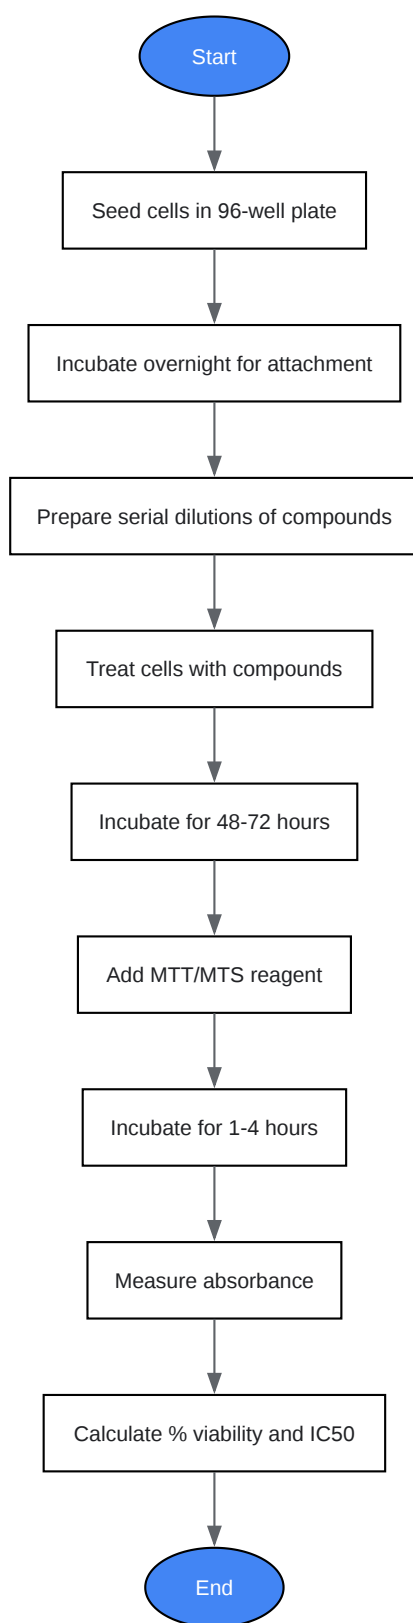 Start
Seed cells in 96-well plate
Incubate overnight for attachment
Prepare serial dilutions of compounds
Treat cells with compounds
Incubate for 48-72 hours
Add MTT/MTS reagent
Incubate for 1-4 hours
Measure absorbance
Calculate % viability and IC50
End